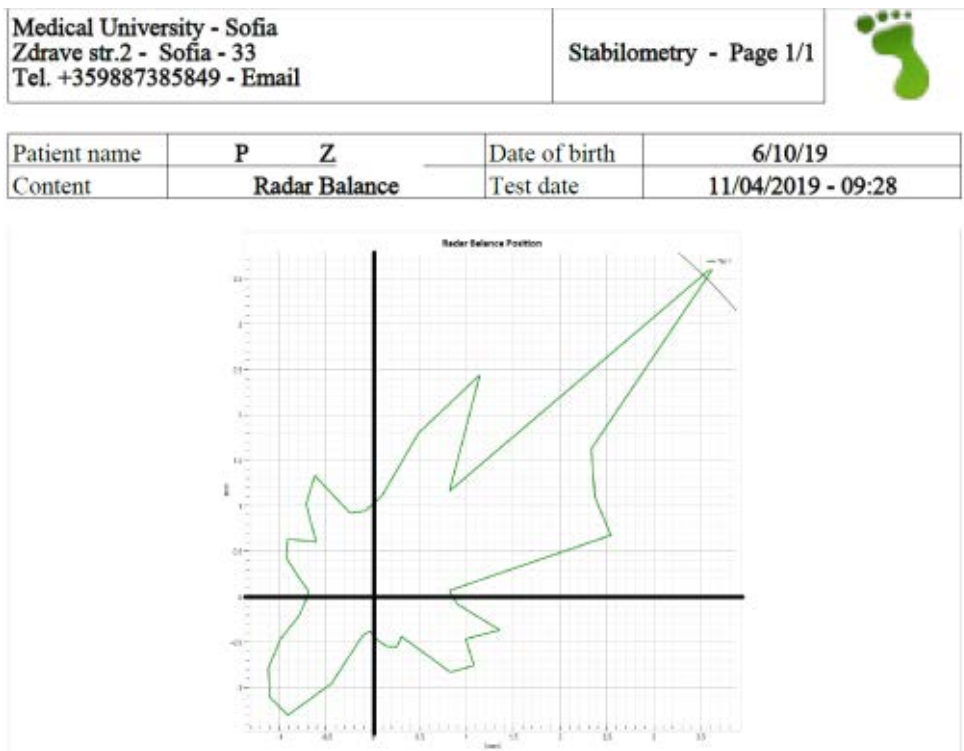 Medical University - Sofia
Zdrave str.2 - Sofia - 33
Tel. +359887385849 - Email
Stabilometry - Page 1/1
Patient name P Z Date of birth 6/10/19
Content Radar Balance Test date 11/04/2019 - 09:28
Radar Balance Position